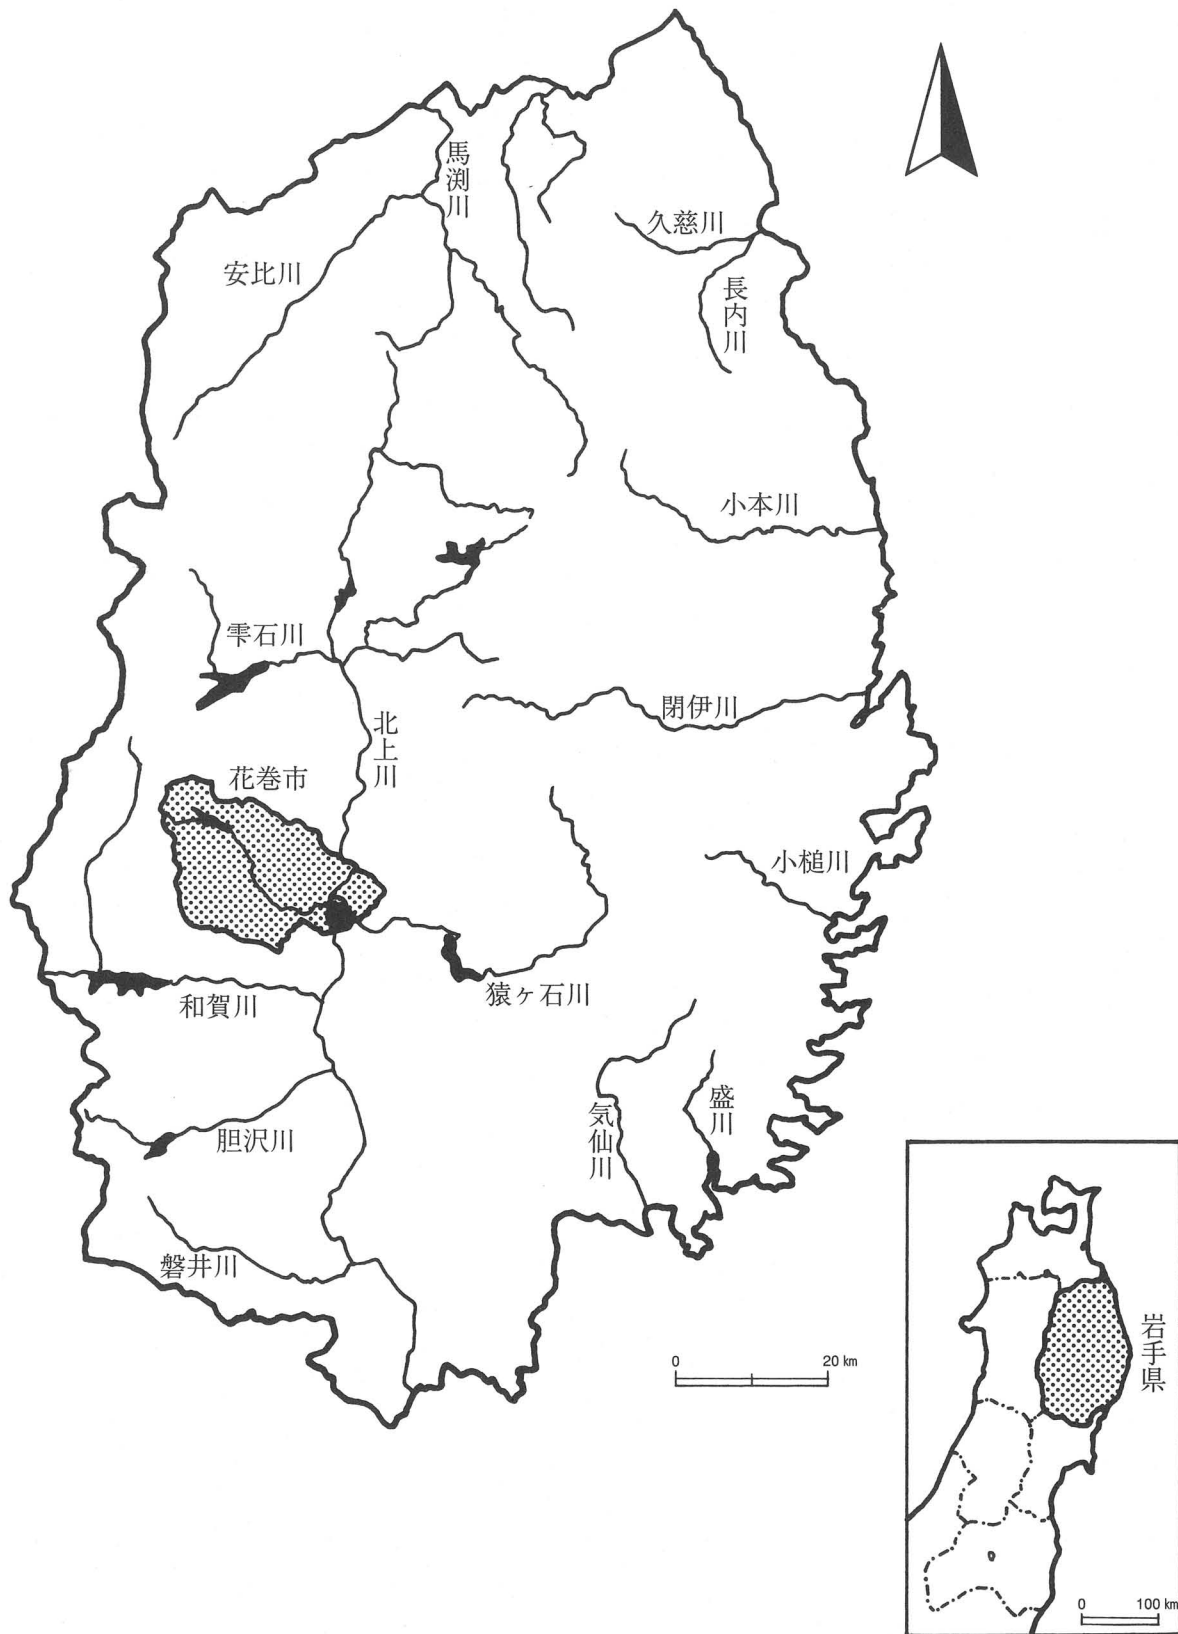 馬渕川
久慈川
安比川
長内川
小本川
雫石川
閉伊川
北上川
花巻市
小槌川
猿ヶ石川
和賀川
気仙川
盛川
胆沢川
磐井川
0 20 km
岩手県
0 100 km